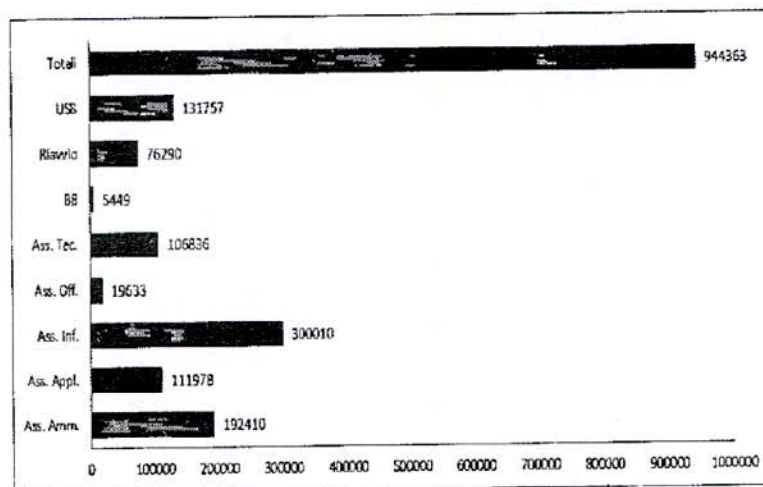 Totali 944363
USB 131757
Riavvio 76290
BB 5449
Ass. Tec. 106836
Ass. Off. 19633
Ass. Inf. 300010
Ass. Appl. 111978
Ass. Amm. 192410
0 100000 200000 300000 400000 500000 600000 700000 800000 900000 1000000